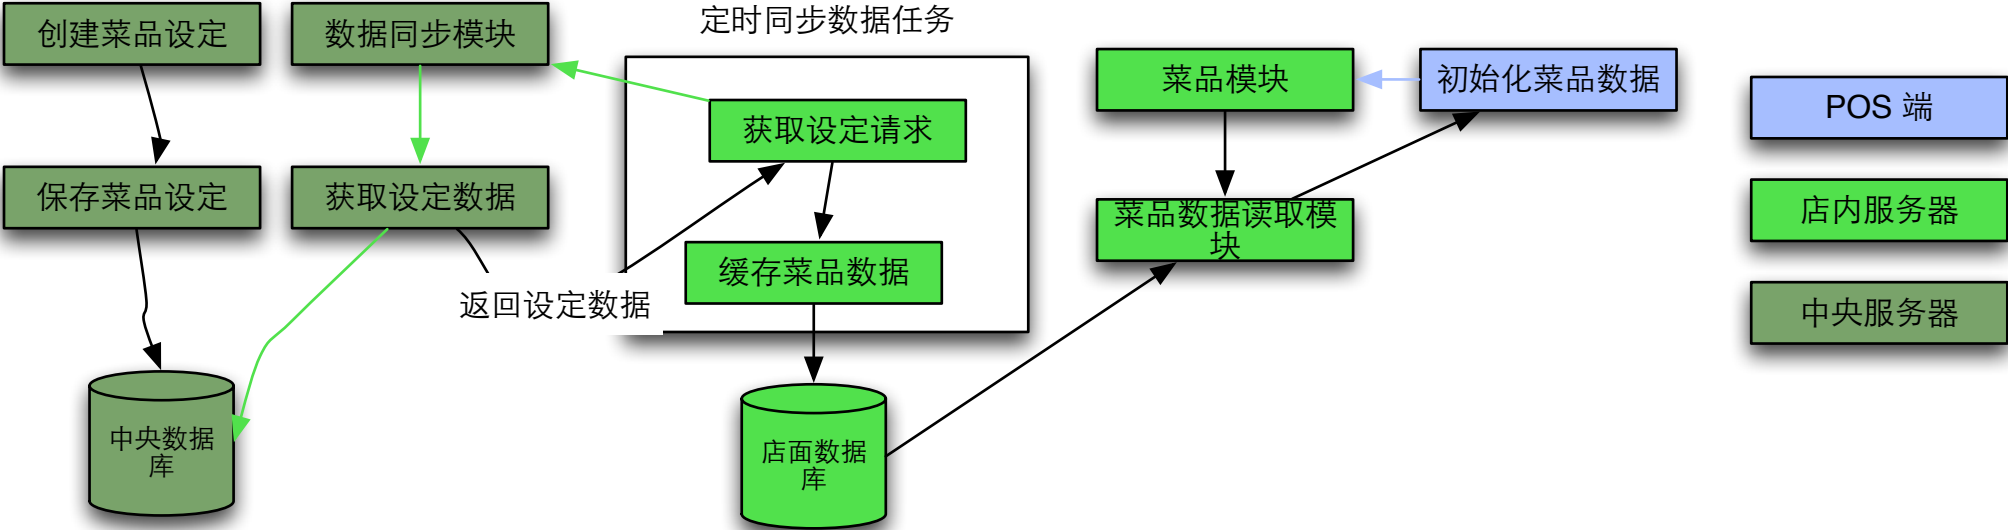 定时同步数据任务
创建菜品设定
数据同步模块
菜品模块
初始化菜品数据
POS 端
获取设定请求
保存菜品设定
获取设定数据
菜品数据读取模
块
店内服务器
缓存菜品数据
返回设定数据
中央服务器
中央数据
库
店面数据
库